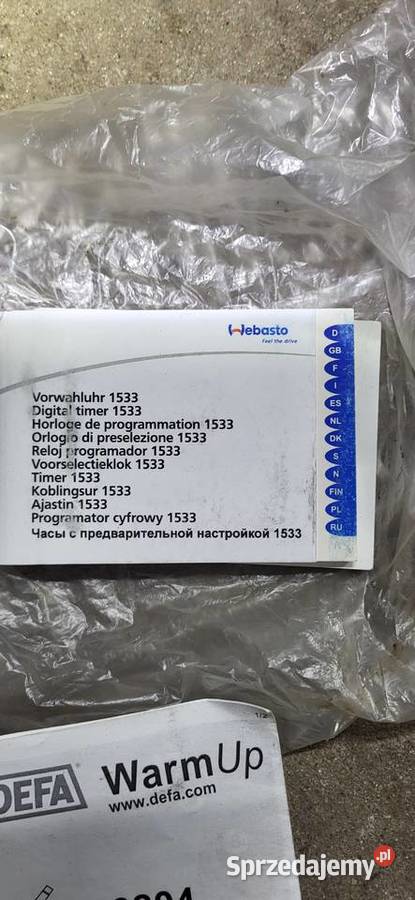 Webasto
Feel the drive
D
GB
F
I
ES
NL
DK
S
N
FIN
PL
RU
Vorwahluhr 1533
Digital timer 1533
Horloge de programmation 1533
Orlogio di preselezione 1533
Reloj programador 1533
Voorselectieklok 1533
Timer 1533
Koblingsur 1533
Ajastin 1533
Programator cyfrowy 1533
Часы с предварительной настройкой 1533
1/2
DEFA
WarmUp
www.defa.com
Sprzedajemy.pl